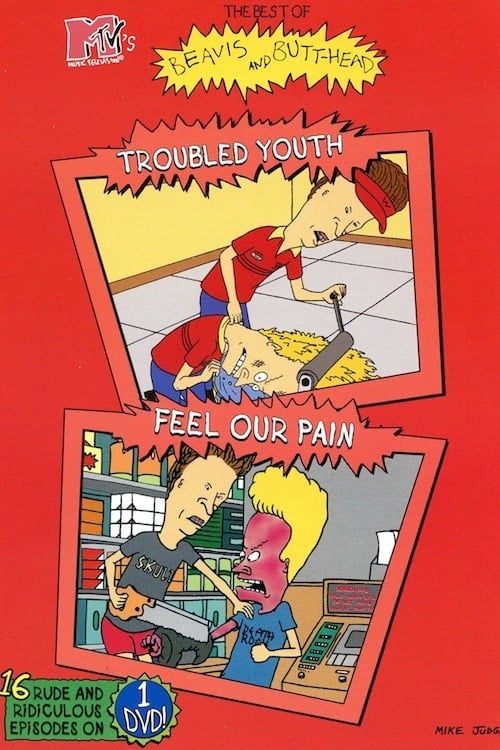 THE BEST OF
MTV'S
MUSIC TELEVISION®
BEAVIS AND BUTT-HEAD®
TROUBLED YOUTH
W
FEEL OUR PAIN
SKULL
DEATH
ROCK
16 RUDE AND
RIDICULOUS
EPISODES ON
1
DVD!
MIKE JUDG